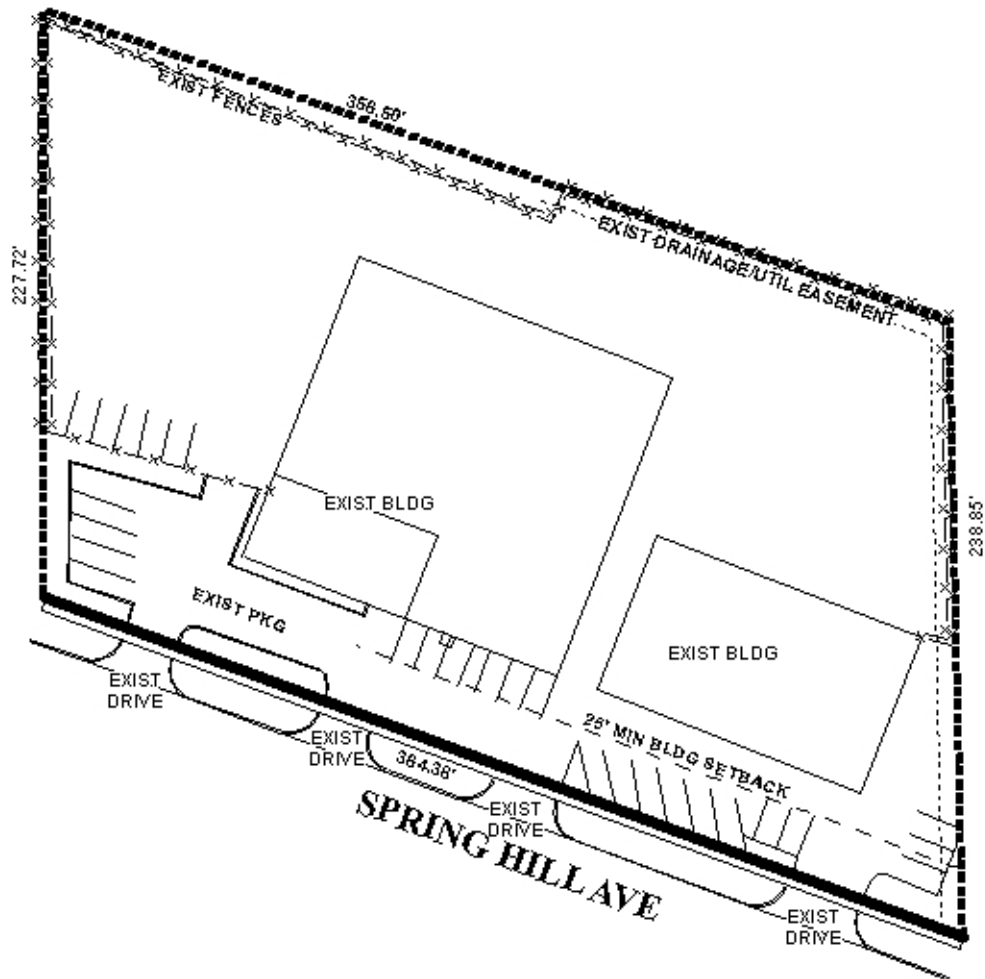 358.50'
EXIST FENCES
EXIST DRAINAGE/UTIL EASEMENT
227.72'
238.85'
EXIST BLDG
EXIST BLDG
EXIST PKG
25' MIN BLDG SETBACK
EXIST
DRIVE
EXIST
DRIVE
364.36'
EXIST
DRIVE
SPRING HILL AVE
EXIST
DRIVE